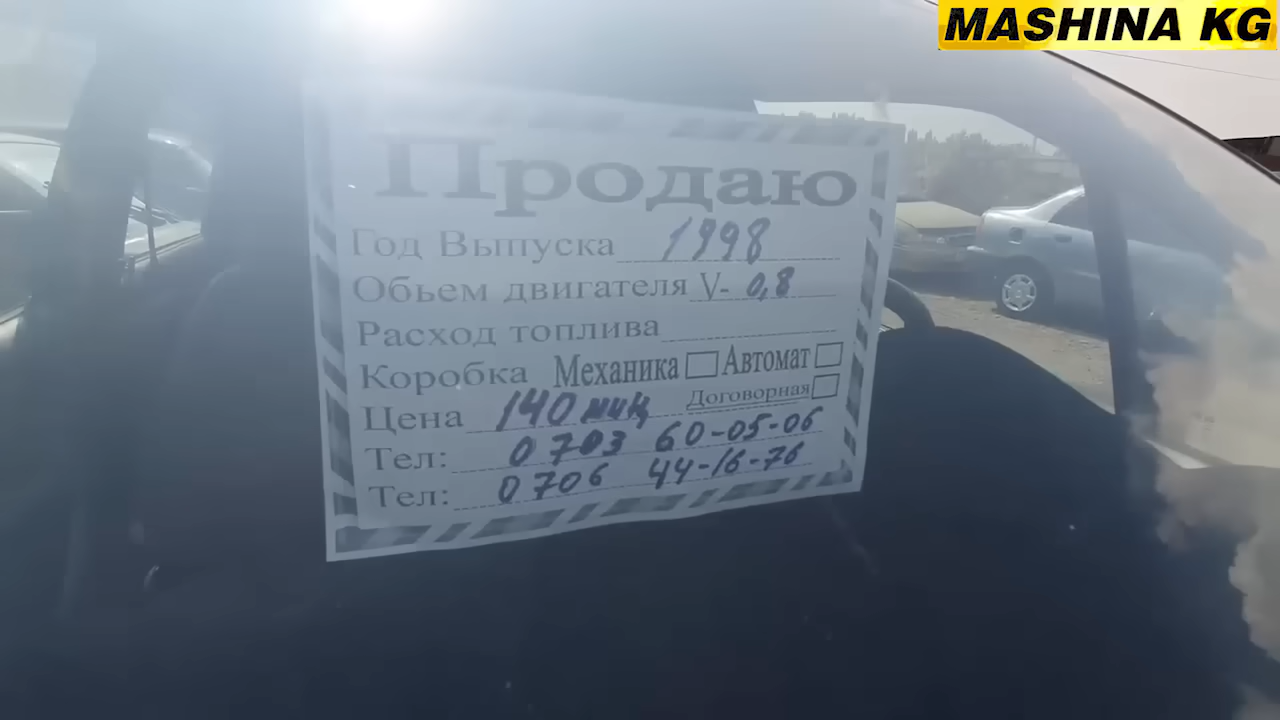 MASHINA KG
Продаю
Год Выпуска 1998
Обьем двигателя V- 0,8
Расход топлива
Коробка Механика Автомат
Цена 140 миң Договорная
Тел: 0703 60-05-06
Тел: 0706 44-16-76